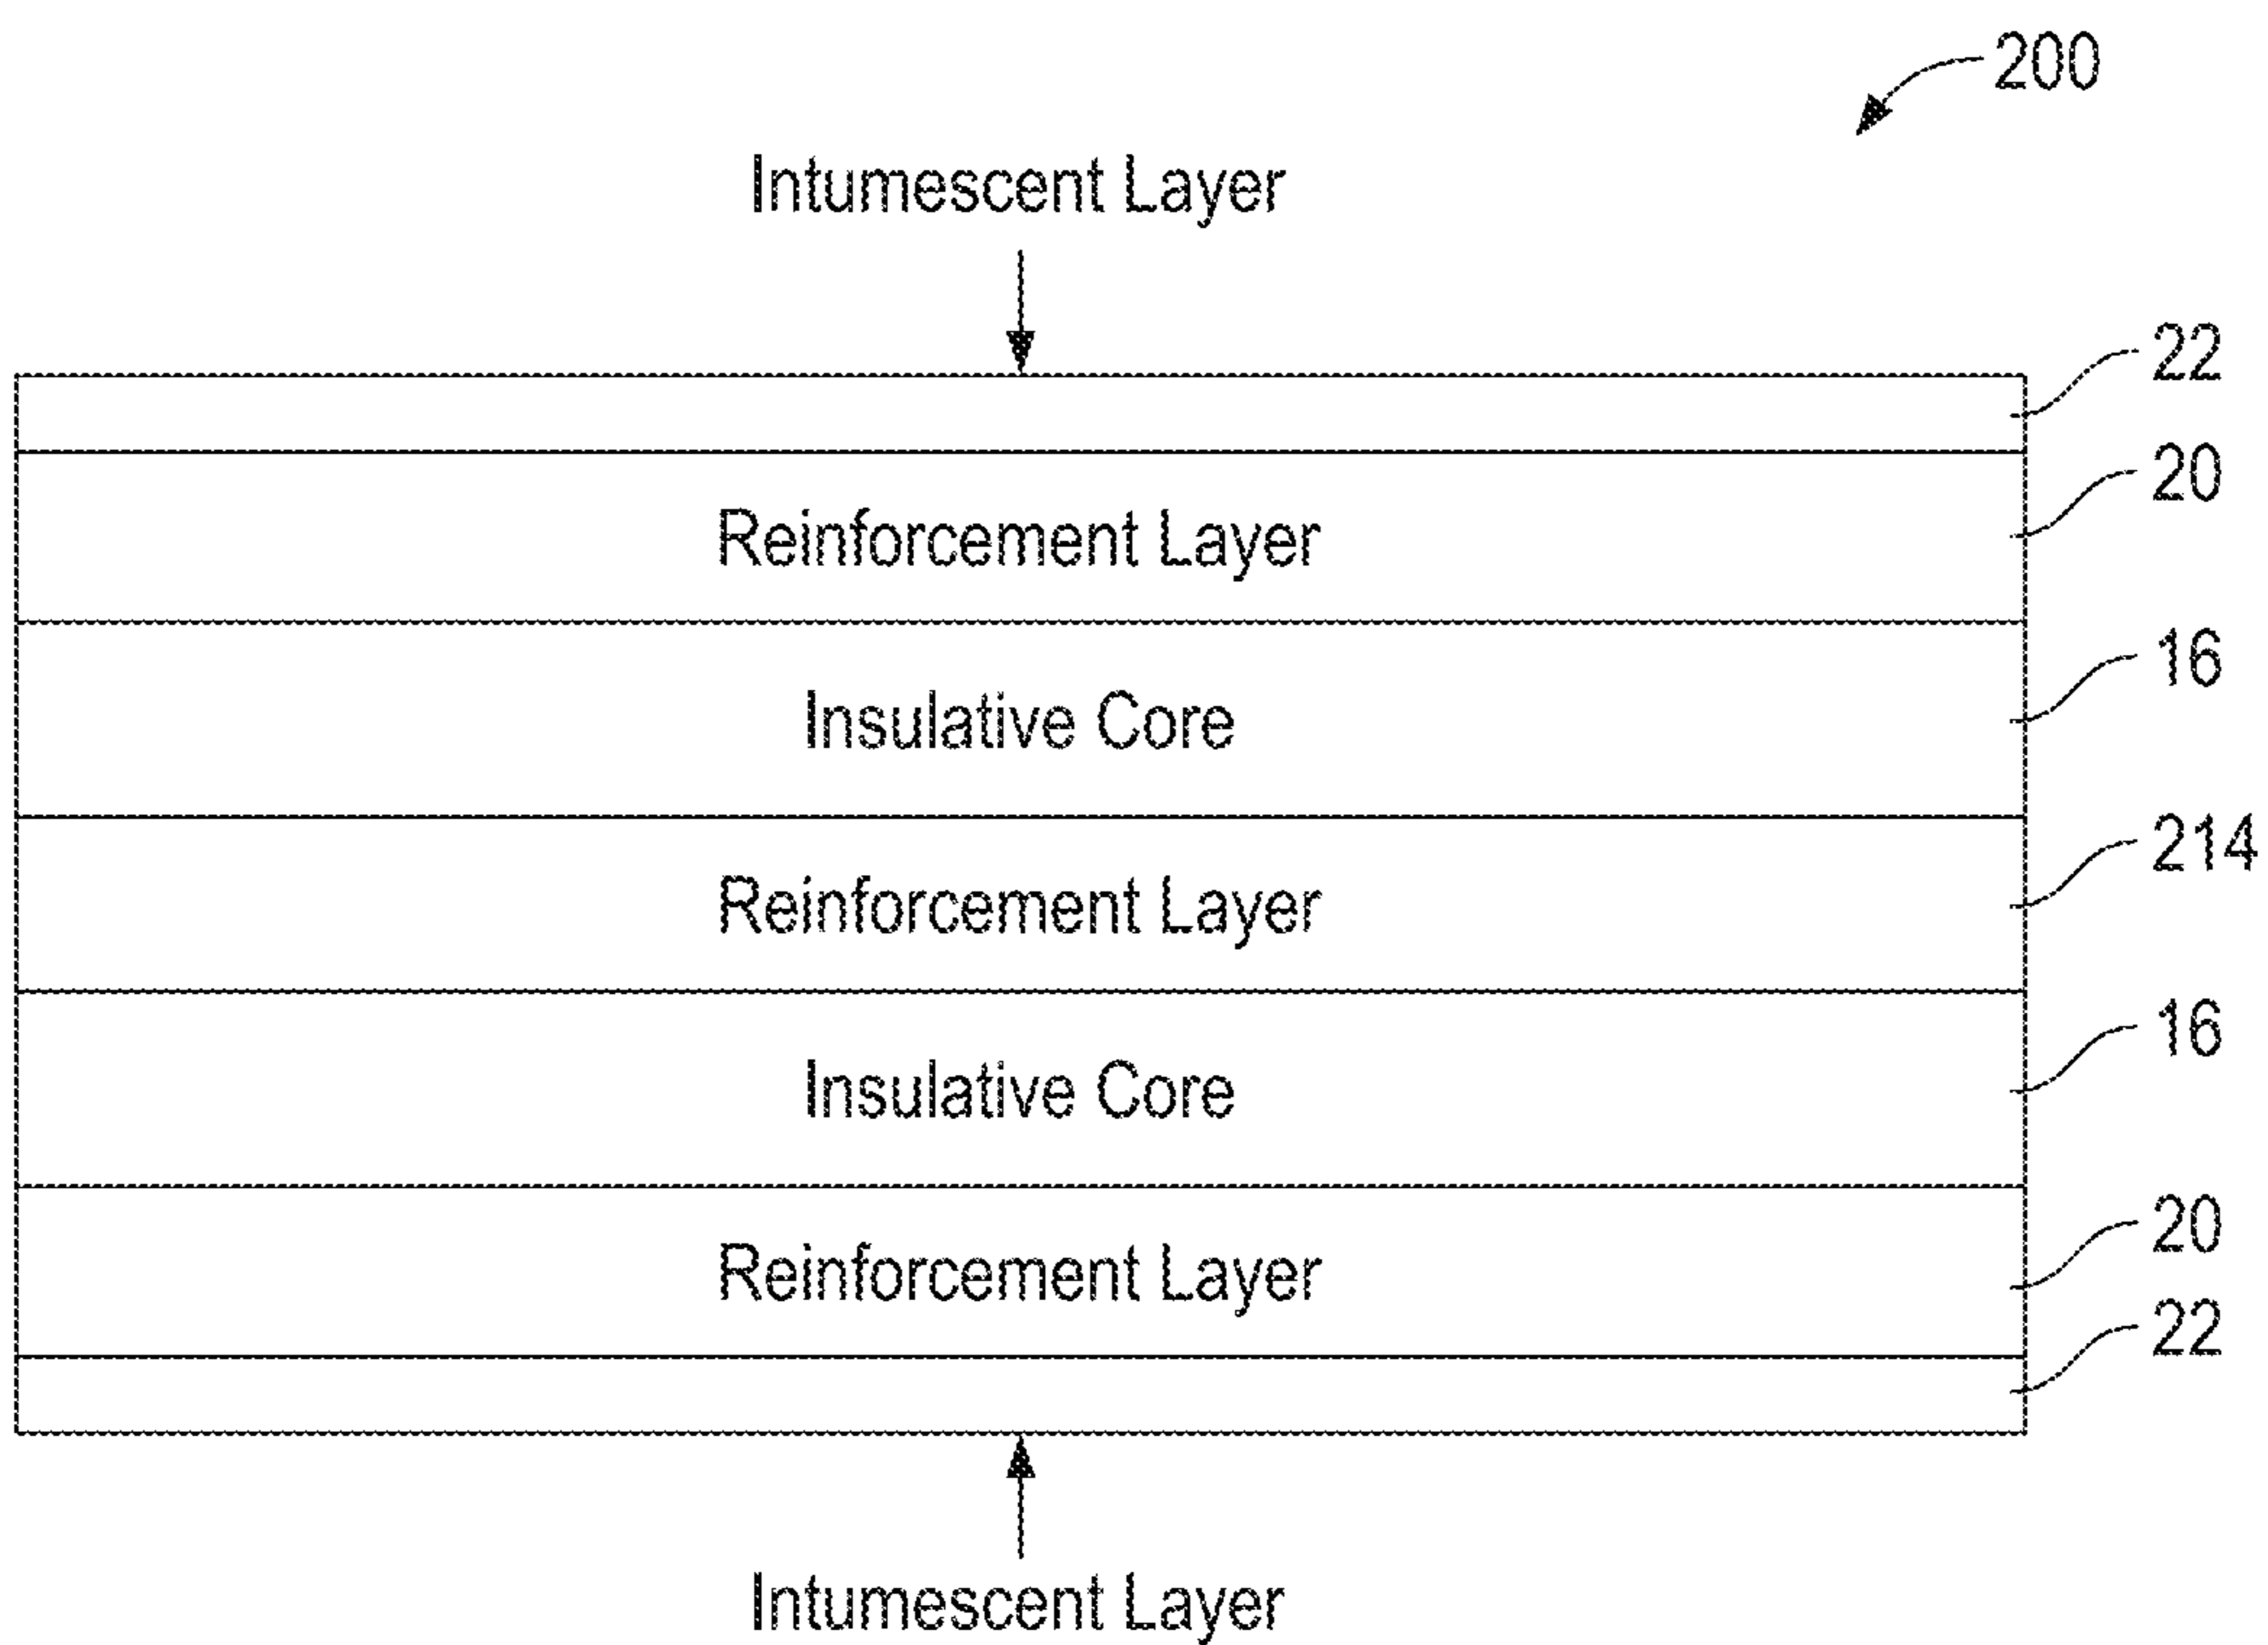 200
Intumescent Layer
22
20
Reinforcement Layer
16
Insulative Core
214
Reinforcement Layer
16
Insulative Core
20
Reinforcement Layer
22
Intumescent Layer